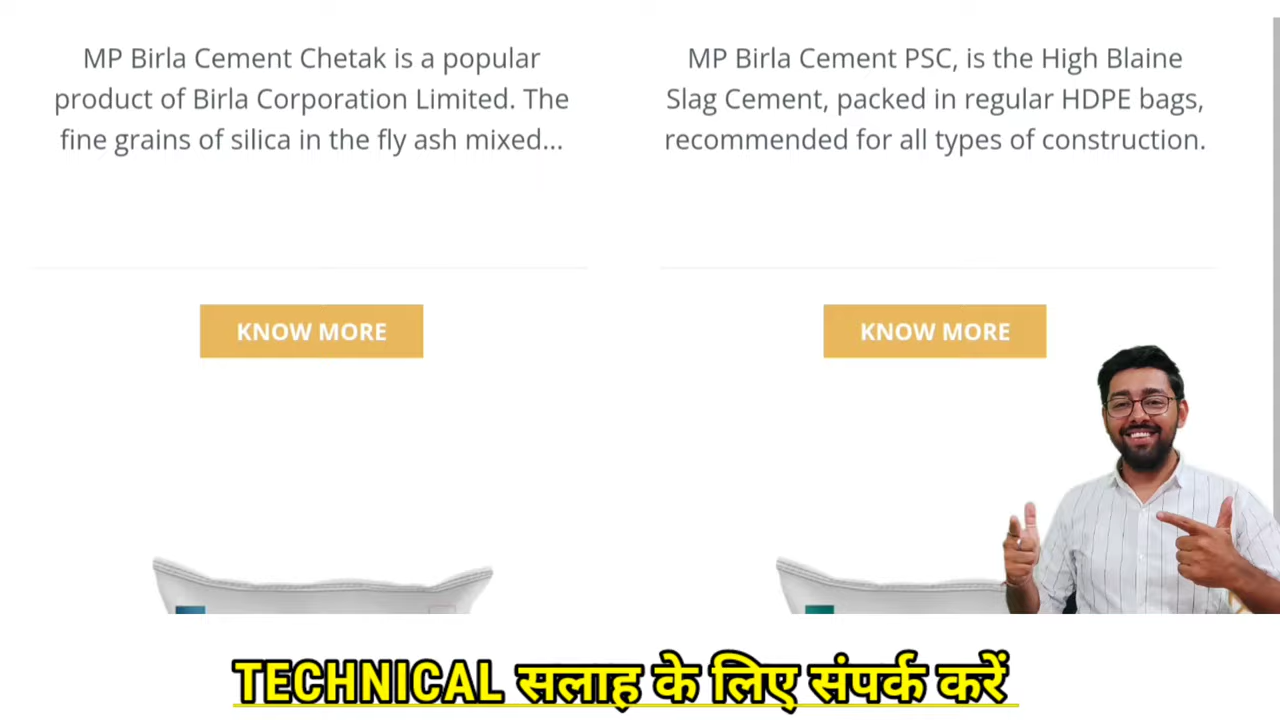 MP Birla Cement Chetak is a popular
product of Birla Corporation Limited. The
fine grains of silica in the fly ash mixed...
KNOW MORE
MP Birla Cement PSC, is the High Blaine
Slag Cement, packed in regular HDPE bags,
recommended for all types of construction.
KNOW MORE
TECHNICAL सलाह के लिए संपर्क करें